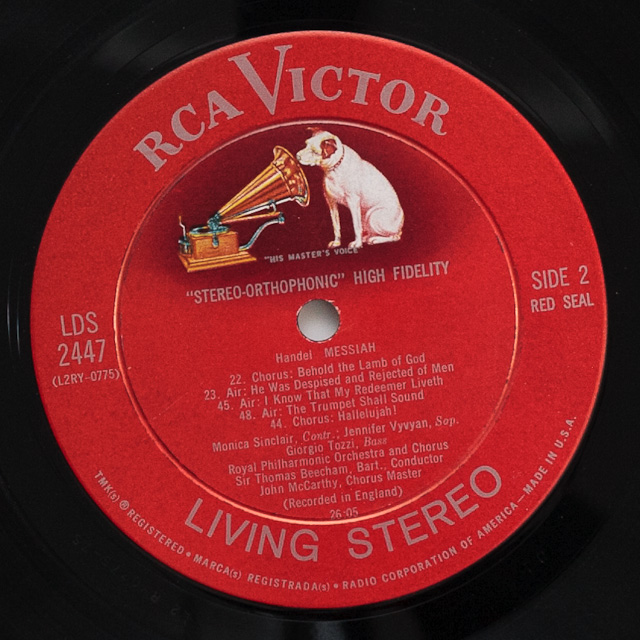 RCA VICTOR
"HIS MASTER'S VOICE"
"STEREO-ORTHOPHONIC" HIGH FIDELITY
SIDE 2
RED SEAL
LDS
2447
(L2RY-0775)
Handel MESSIAH
22. Chorus: Behold the Lamb of God
23. Air: He Was Despised and Rejected of Men
45. Air: I Know That My Redeemer Liveth
48. Air: The Trumpet Shall Sound
44. Chorus: Hallelujah!
Monica Sinclair, Contr.; Jennifer Vyvyan, Sop.
Giorgio Tozzi, Bass
Royal Philharmonic Orchestra and Chorus
Sir Thomas Beecham, Bart., Conductor
John McCarthy, Chorus Master
(Recorded in England)
26:05
LIVING STEREO
TMK(s) ® REGISTERED • MARCA(s) REGISTRADA(s) • RADIO CORPORATION OF AMERICA—MADE IN U.S.A.